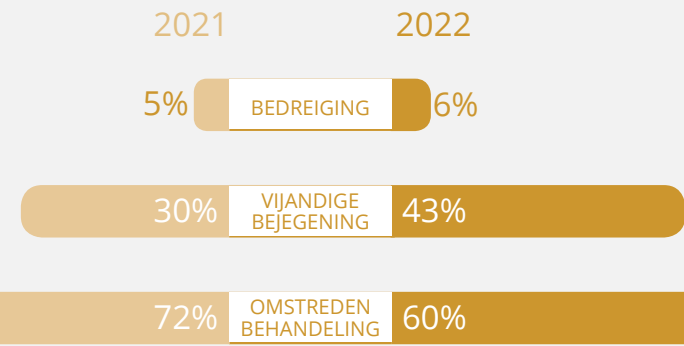 2021 2022
5% BEDREIGING 6%
30% VIJANDIGE BEJEGENING 43%
72% OMSTREDEN BEHANDELING 60%